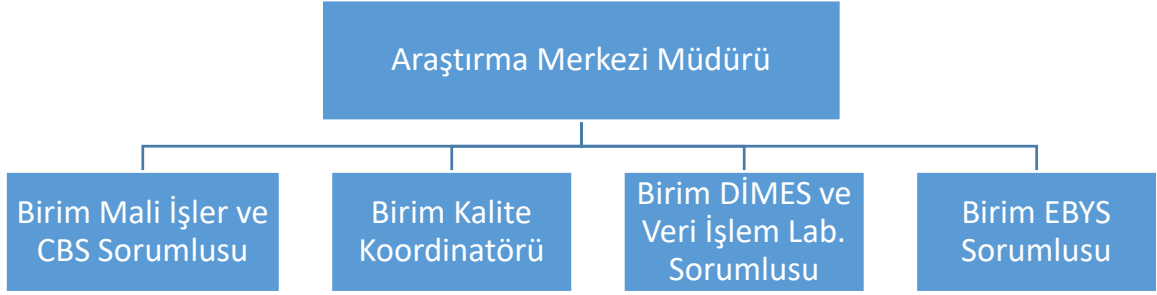 Araştırma Merkezi Müdürü
Birim Mali İşler ve
CBS Sorumlusu
Birim Kalite
Koordinatörü
Birim DİMES ve
Veri İşlem Lab.
Sorumlusu
Birim EBYS
Sorumlusu